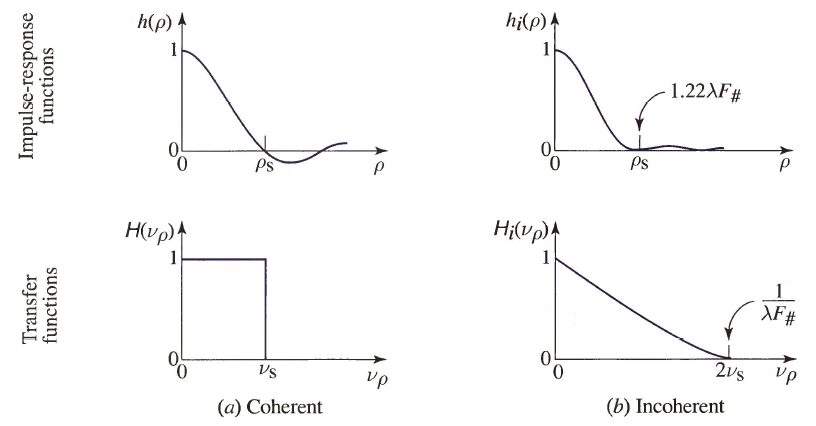 Impulse-response
functions
h(ρ)
1
0
0
ρs
ρ
hi(ρ)
1
1.22λF#
0
0
ρs
ρ
Transfer
functions
H(νρ)
1
0
0
νs
νρ
Hi(νρ)
1
1
λF#
0
0
2νs
νρ
(a) Coherent
(b) Incoherent